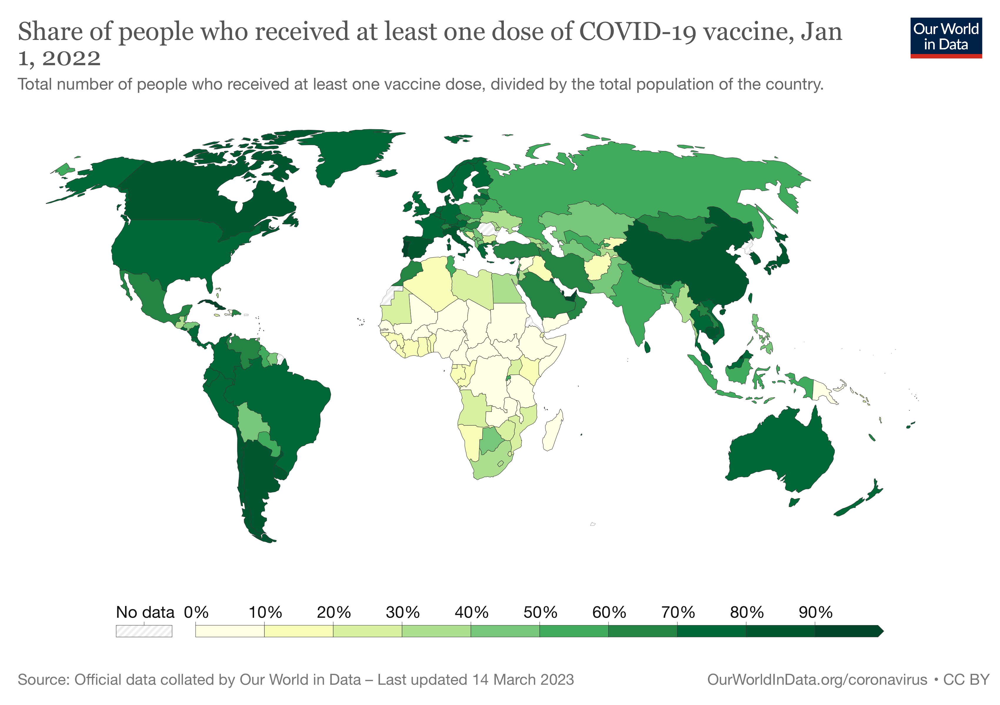 Share of people who received at least one dose of COVID-19 vaccine, Jan
1, 2022
Our World
in Data
Total number of people who received at least one vaccine dose, divided by the total population of the country.
No data 0% 10% 20% 30% 40% 50% 60% 70% 80% 90%
Source: Official data collated by Our World in Data – Last updated 14 March 2023
OurWorldInData.org/coronavirus • CC BY